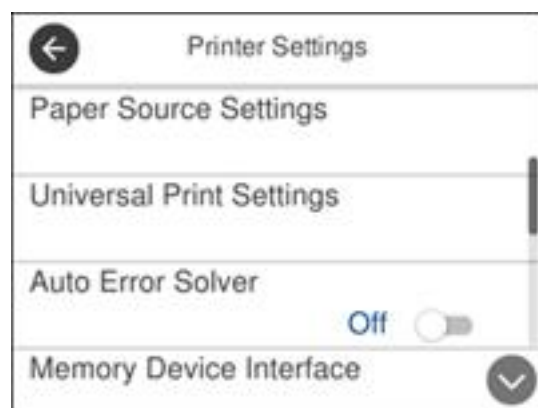 Printer Settings
Paper Source Settings
Universal Print Settings
Auto Error Solver
Off
Memory Device Interface